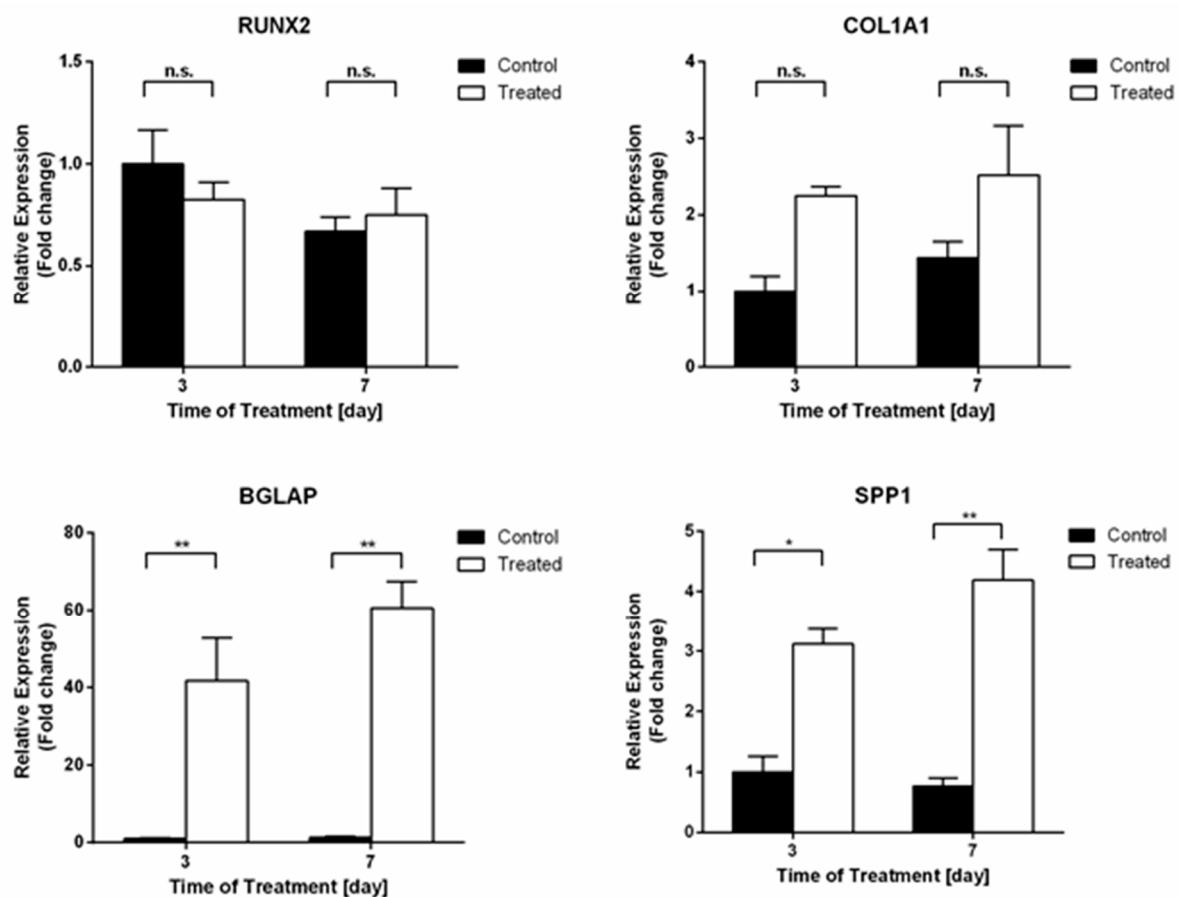 RUNX2
Relative Expression
(Fold change)
1.5
1.0
0.5
0.0
n.s.
n.s.
Control
Treated
3
7
Time of Treatment [day]
COL1A1
Relative Expression
(Fold change)
4
3
2
1
0
n.s.
n.s.
Control
Treated
3
7
Time of Treatment [day]
BGLAP
Relative Expression
(Fold change)
80
60
40
20
0
**
**
Control
Treated
3
7
Time of Treatment [day]
SPP1
Relative Expression
(Fold change)
5
4
3
2
1
0
*
**
Control
Treated
3
7
Time of Treatment [day]